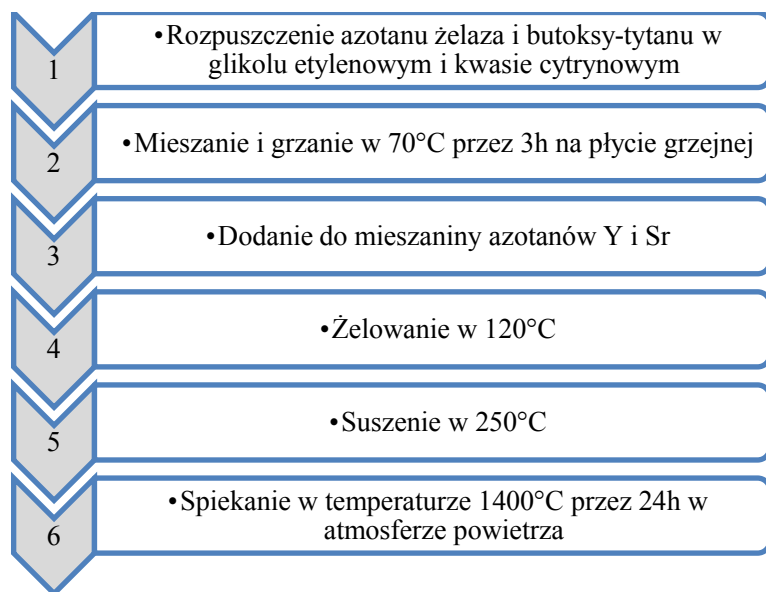 1
•Rozpuszczenie azotanu żelaza i butoksy-tytanu w
glikolu etylenowym i kwasie cytrynowym
2
•Mieszanie i grzanie w 70°C przez 3h na płycie grzejnej
3
•Dodanie do mieszaniny azotanów Y i Sr
4
•Żelowanie w 120°C
5
•Suszenie w 250°C
6
•Spiekanie w temperaturze 1400°C przez 24h w
atmosferze powietrza